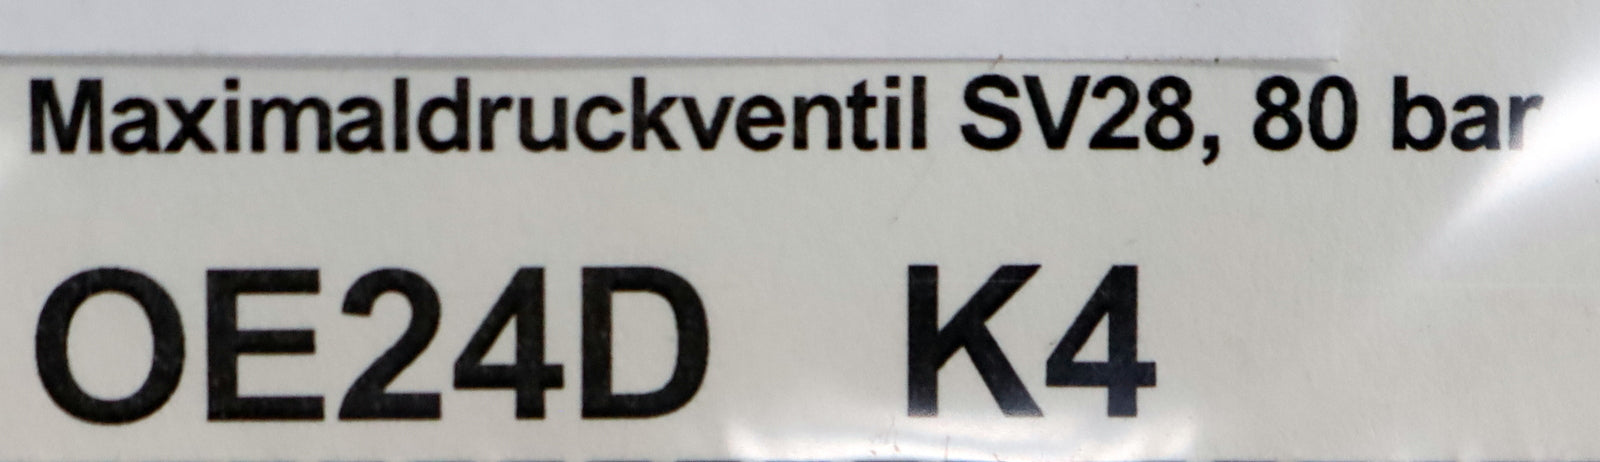 Maximaldruckventil SV28, 80 bar
OE24D K4